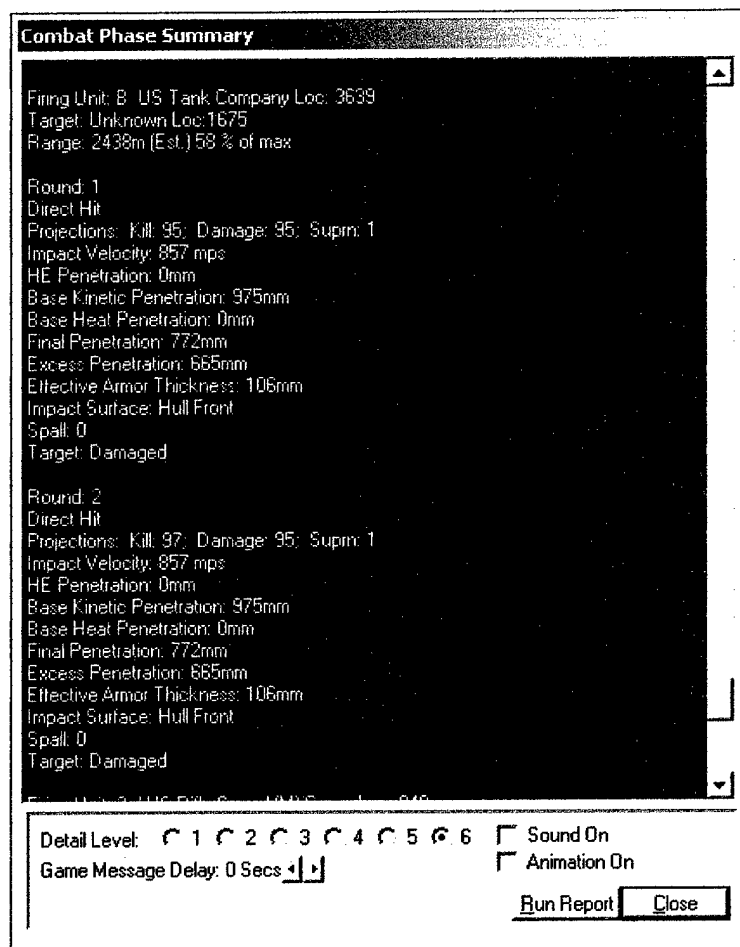 Combat Phase Summary
Firing Unit: B US Tank Company Loc: 3639
Target: Unknown Loc:1675
Range: 2438m (Est.) 58 % of max
Round: 1
Direct Hit
Projections: Kill: 95; Damage: 95; Suprn: 1
Impact Velocity: 857 mps
HE Penetration: 0mm
Base Kinetic Penetration: 975mm
Base Heat Penetration: 0mm
Final Penetration: 772mm
Excess Penetration: 665mm
Effective Armor Thickness: 106mm
Impact Surface: Hull Front
Spall: 0
Target: Damaged
Round: 2
Direct Hit
Projections: Kill: 97; Damage: 95; Suprn: 1
Impact Velocity: 857 mps
HE Penetration: 0mm
Base Kinetic Penetration: 975mm
Base Heat Penetration: 0mm
Final Penetration: 772mm
Excess Penetration: 665mm
Effective Armor Thickness: 106mm
Impact Surface: Hull Front
Spall: 0
Target: Damaged
Detail Level: 1 2 3 4 5 6
Sound On
Game Message Delay: 0 Secs
Animation On
Run Report
Close